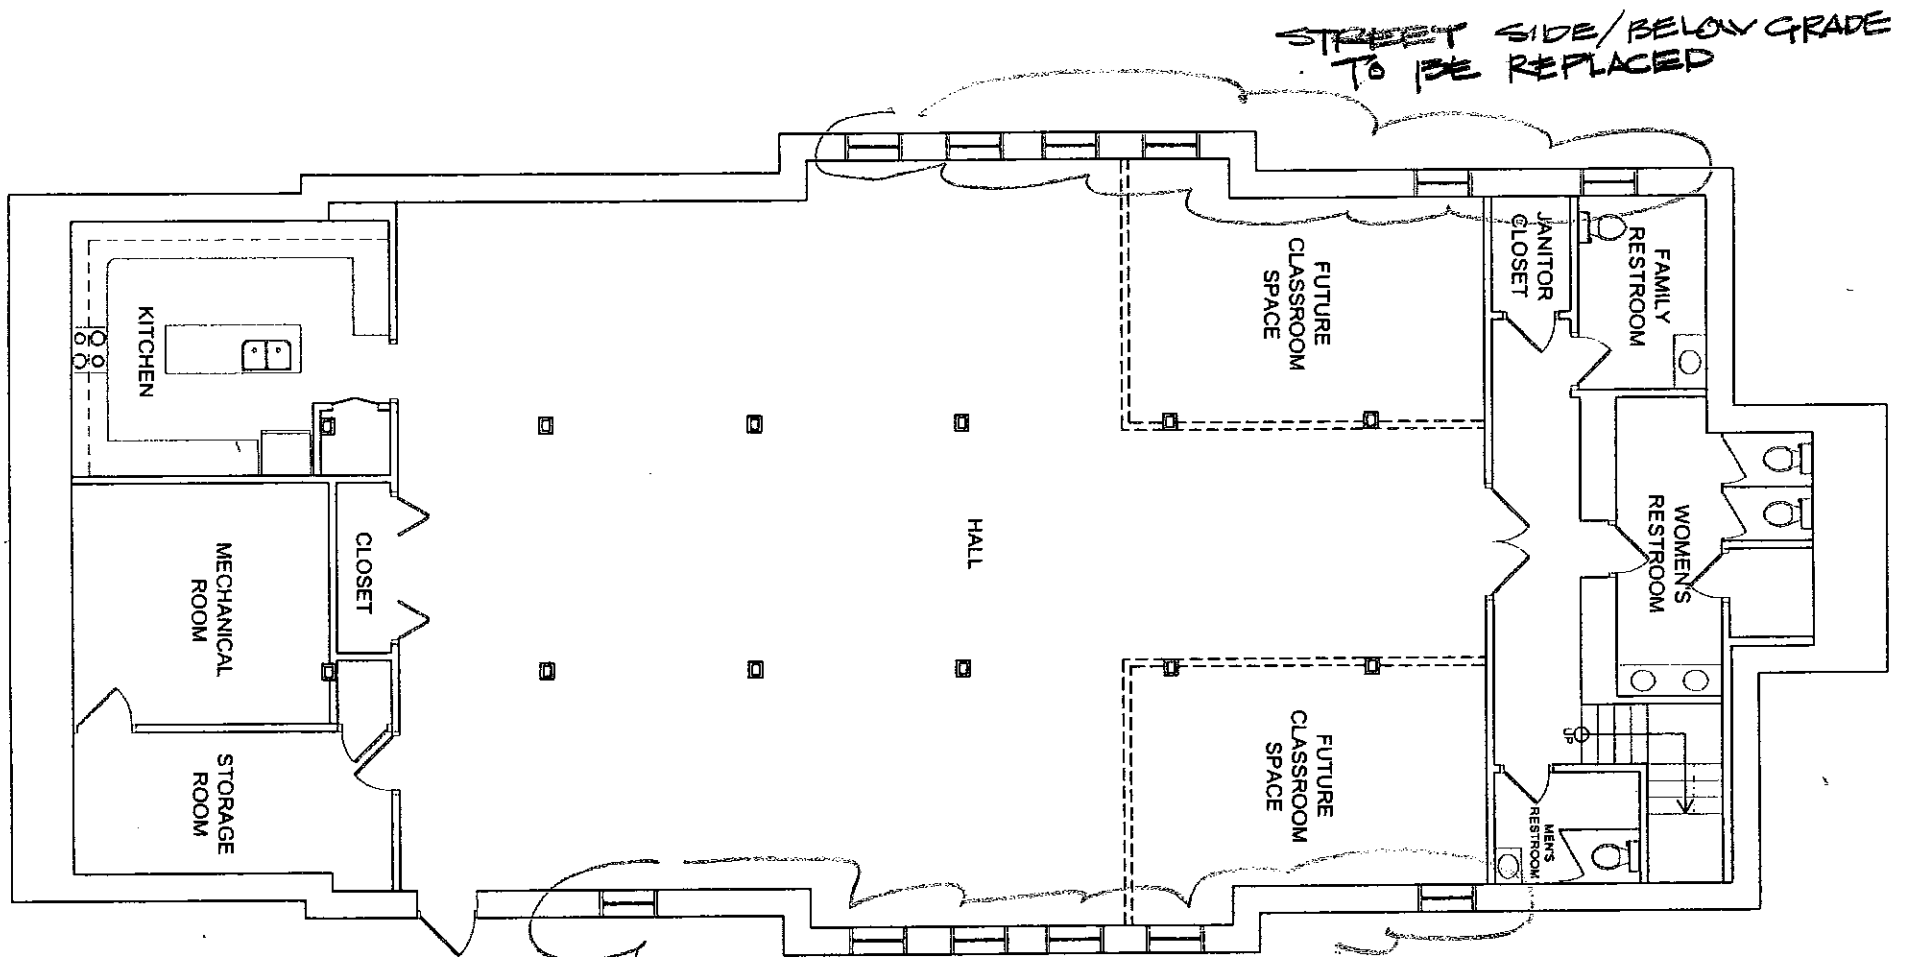 STREET SIDE/BELOW GRADE
TO BE REPLACED
JANITOR
CLOSET
FAMILY
RESTROOM
FUTURE
CLASSROOM
SPACE
KITCHEN
HALL
WOMEN'S
RESTROOM
CLOSET
MECHANICAL
ROOM
UP
STORAGE
ROOM
FUTURE
CLASSROOM
SPACE
MEN'S
RESTROOM